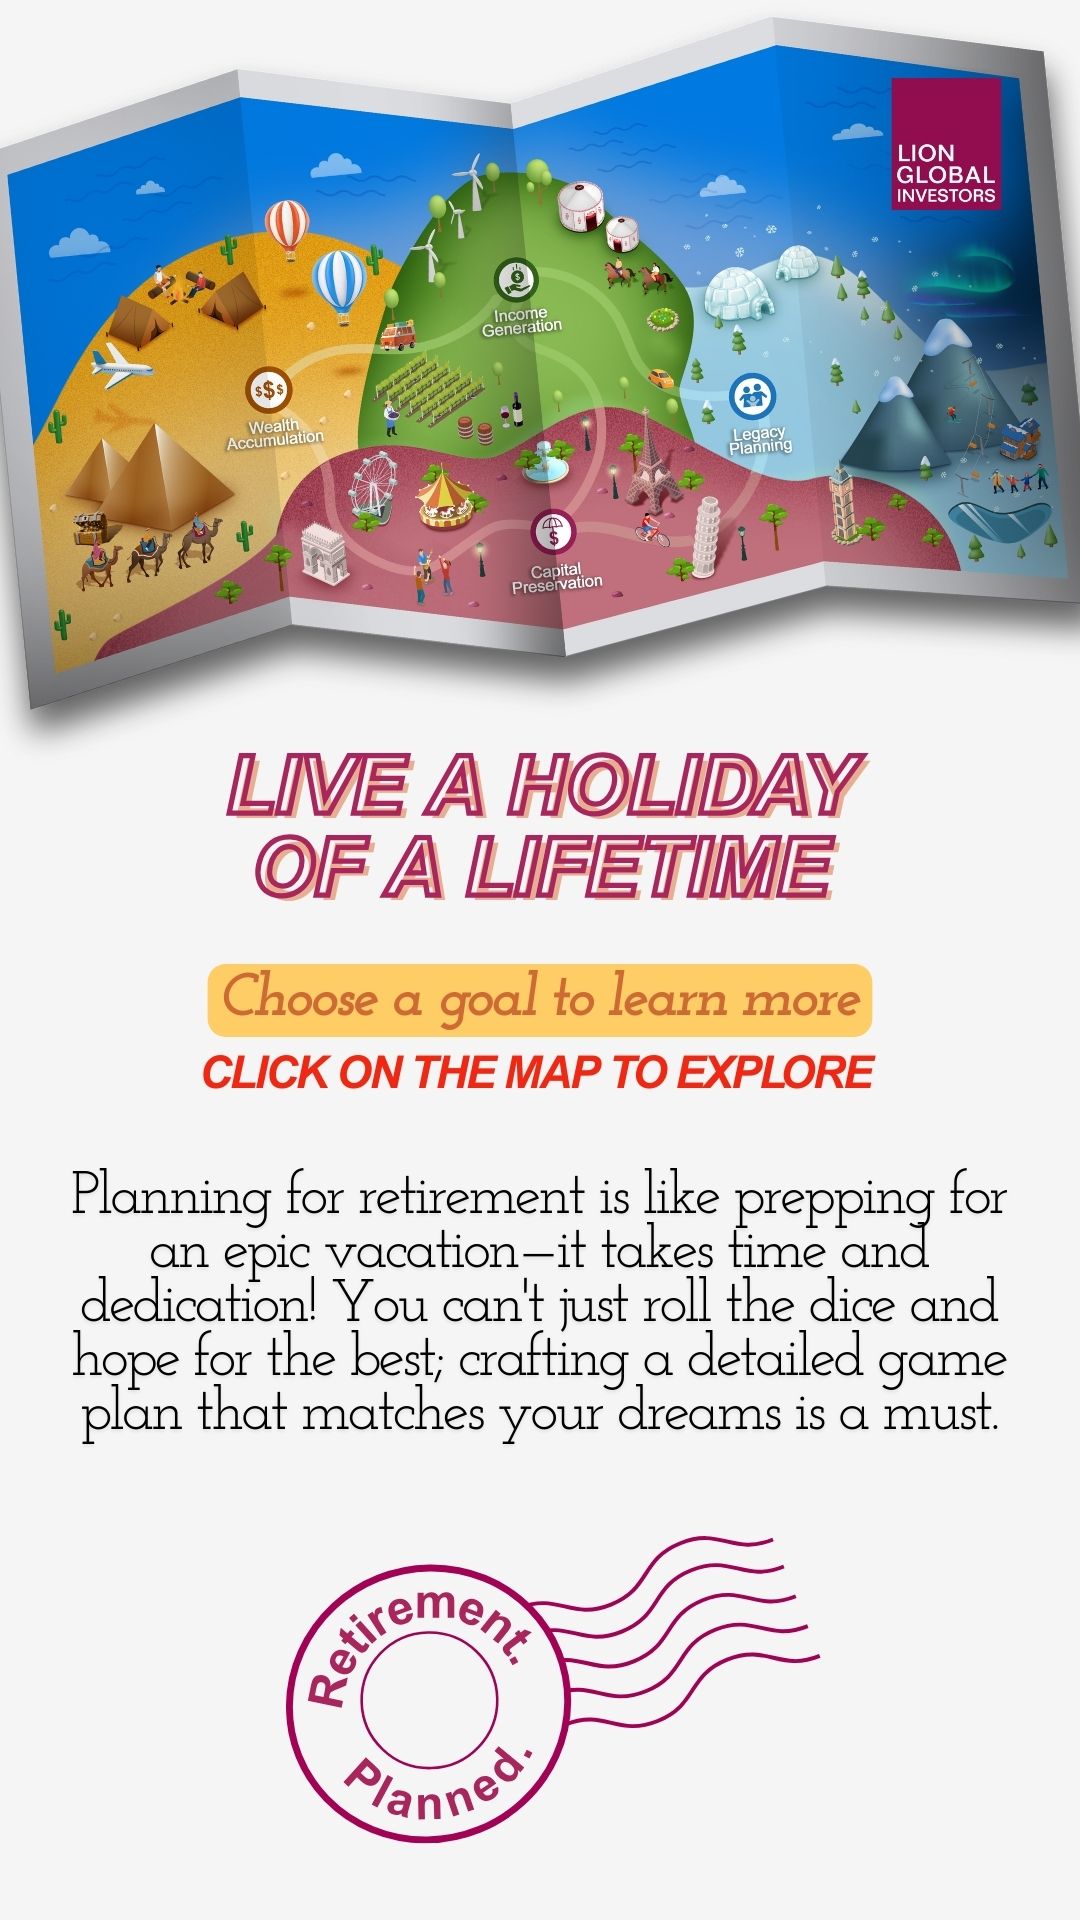 LION
GLOBAL
INVESTORS
Income
Generation
Wealth
Accumulation
Legacy
Planning
Capital
Preservation
LIVE A HOLIDAY
OF A LIFETIME
Choose a goal to learn more
CLICK ON THE MAP TO EXPLORE
Planning for retirement is like prepping for
an epic vacation—it takes time and
dedication! You can't just roll the dice and
hope for the best; crafting a detailed game
plan that matches your dreams is a must.
Retirement.
Planned.